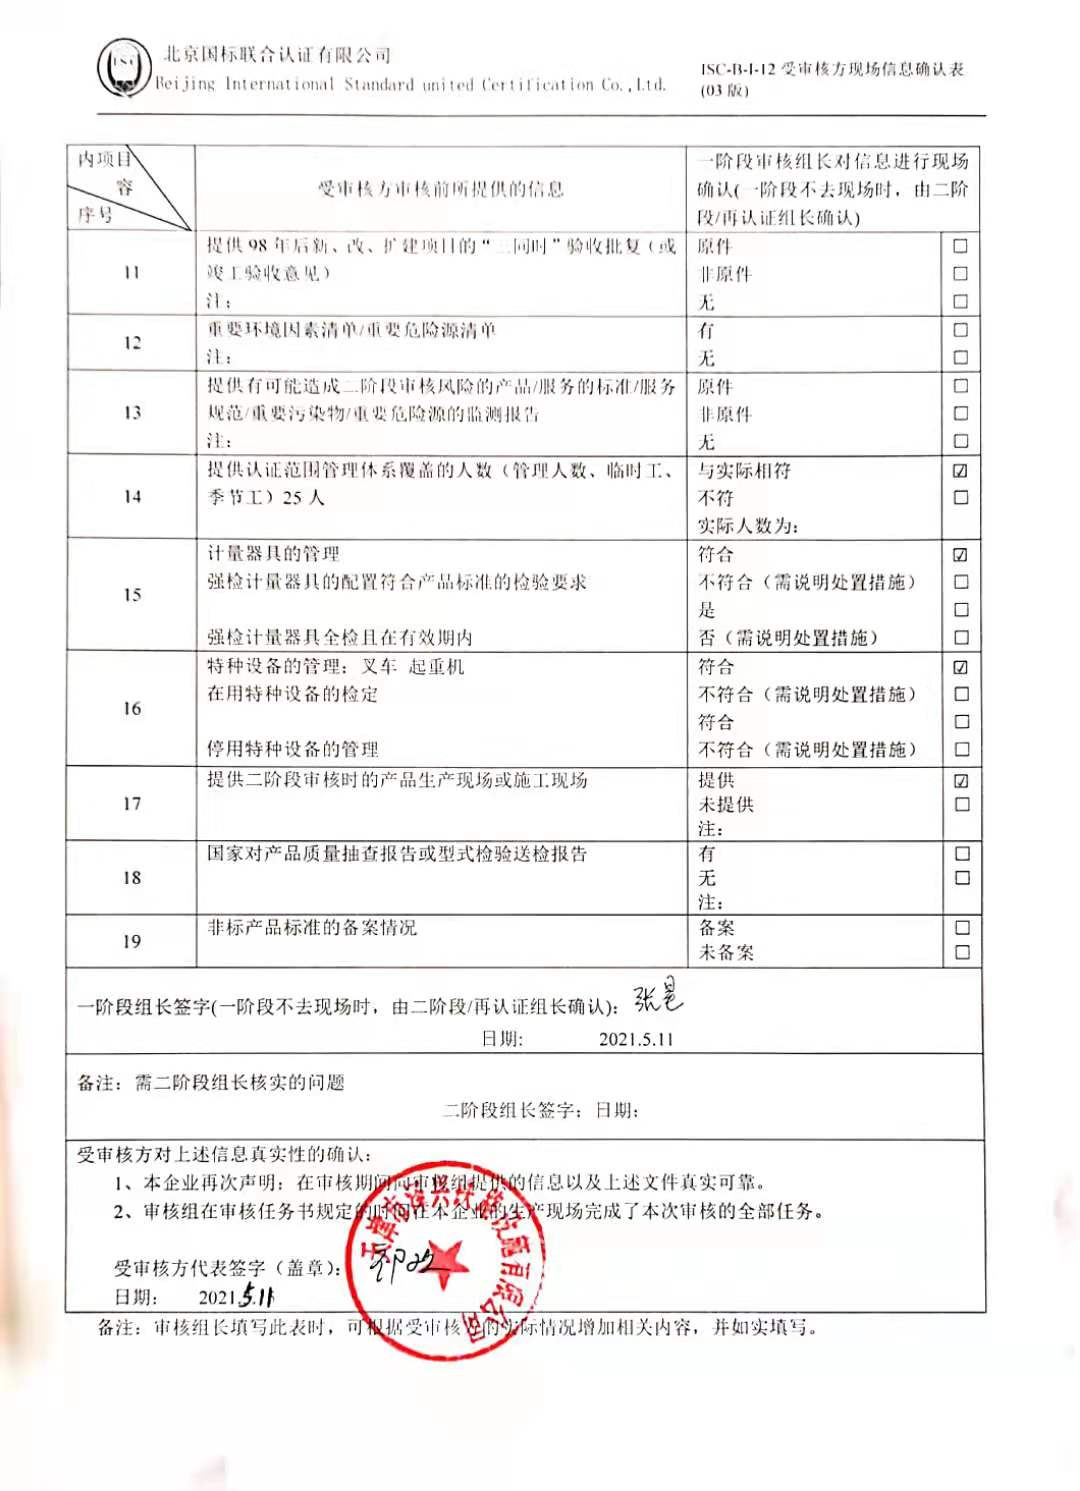 ISC
北京国标联合认证有限公司
Beijing International Standard united Certification Co.,Ltd.
ISC-B-I-12 受审核方现场信息确认表
(03 版)
内项目
容
序号
受审核方审核前所提供的信息
一阶段审核组长对信息进行现场
确认(一阶段不去现场时，由二阶
段/再认证组长确认)
11
提供 98 年后新、改、扩建项目的“三同时”验收批复（或
竣工验收意见）
注：
原件 □
非原件 □
无 □
12
重要环境因素清单/重要危险源清单
注：
有 □
无 □
13
提供有可能造成二阶段审核风险的产品/服务的标准/服务
规范/重要污染物/重要危险源的监测报告
注：
原件 □
非原件 □
无 □
14
提供认证范围管理体系覆盖的人数（管理人数、临时工、
季节工）25 人
与实际相符 ☑
不符 □
实际人数为:
15
计量器具的管理
强检计量器具的配置符合产品标准的检验要求
强检计量器具全检且在有效期内
符合 ☑
不符合（需说明处置措施） □
是 □
否（需说明处置措施） □
16
特种设备的管理：叉车 起重机
在用特种设备的检定
停用特种设备的管理
符合 ☑
不符合（需说明处置措施） □
符合 □
不符合（需说明处置措施） □
17
提供二阶段审核时的产品生产现场或施工现场
提供 ☑
未提供 □
注：
18
国家对产品质量抽查报告或型式检验送检报告
有 □
无 □
注：
19
非标产品标准的备案情况
备案 □
未备案 □
一阶段组长签字(一阶段不去现场时，由二阶段/再认证组长确认)：
日期: 2021.5.11
备注：需二阶段组长核实的问题
二阶段组长签字：日期：
受审核方对上述信息真实性的确认：
1、本企业再次声明：在审核期间向审核组提供的信息以及上述文件真实可靠。
2、审核组在审核任务书规定的时间在本企业的生产现场完成了本次审核的全部任务。
受审核方代表签字（盖章）：
日期: 2021.5.11
备注：审核组长填写此表时，可根据受审核方的实际情况增加相关内容，并如实填写。